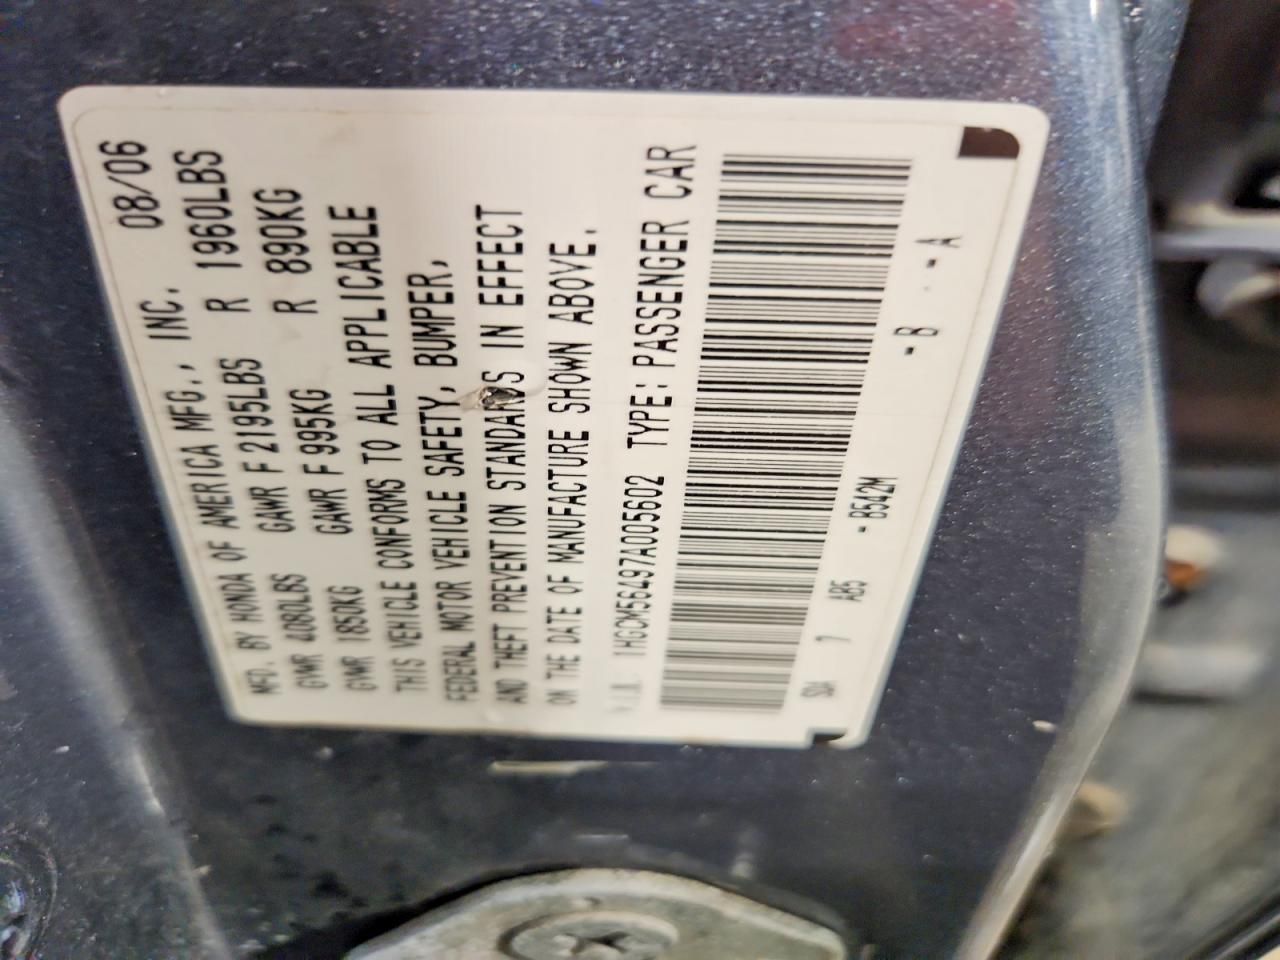 MFD. BY HONDA OF AMERICA MFG., INC. 08/06
GVWR 4080LBS GAWR F 2195LBS R 1960LBS
GVWR 1850KG GAWR F 995KG R 890KG
THIS VEHICLE CONFORMS TO ALL APPLICABLE
FEDERAL MOTOR VEHICLE SAFETY, BUMPER,
AND THEFT PREVENTION STANDARDS IN EFFECT
ON THE DATE OF MANUFACTURE SHOWN ABOVE.
V.I.N: 1HGCM56497A005602 TYPE: PASSENGER CAR
SDA 7 AB5 - B542M - B - - A